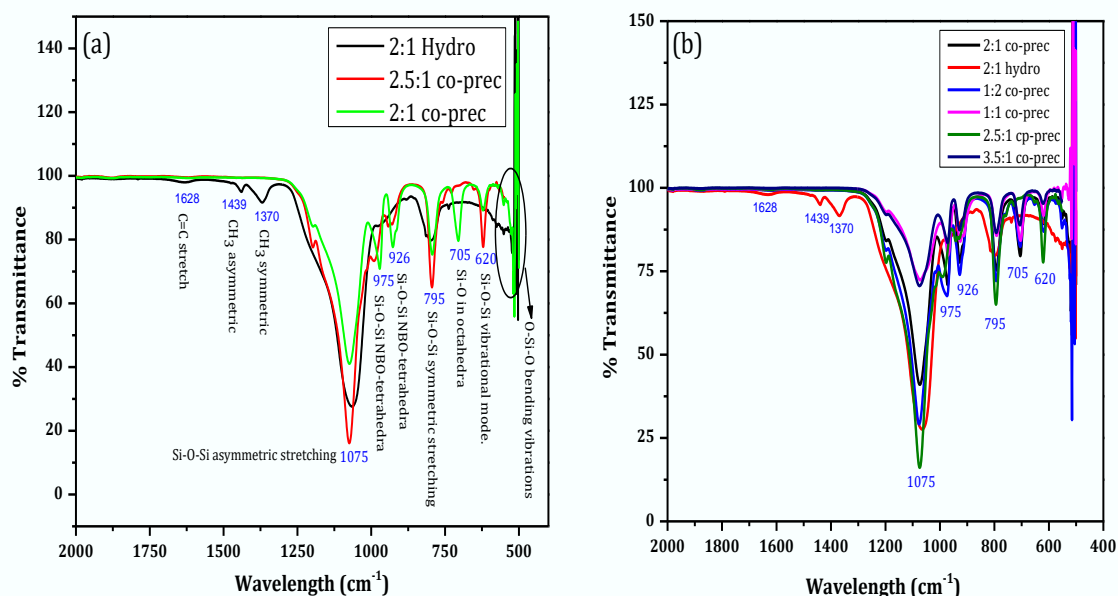 (a)
2:1 Hydro
2.5:1 co-prec
2:1 co-prec
% Transmittance
140
120
100
80
60
40
20
0
1628
C=C stretch
1439
CH3 asymmetric
1370
CH3 symmetric
Si-O-Si asymmetric stretching
1075
975
Si-O-Si NBO-tetrahedra
926
Si-O-Si NBO-tetrahedra
795
Si-O-Si symmetric stretching
705
Si-O in octahedra
620
Si-O-Si vibrational mode.
O-Si-O bending vibrations
2000
1750
1500
1250
1000
750
500
Wavelength (cm-1)
(b)
2:1 co-prec
2:1 hydro
1:2 co-prec
1:1 co-prec
2.5:1 cp-prec
3.5:1 co-prec
% Transmittance
150
125
100
75
50
25
0
1628
1439
1370
1075
975
926
795
705
620
2000
1800
1600
1400
1200
1000
800
600
400
Wavelength (cm-1)